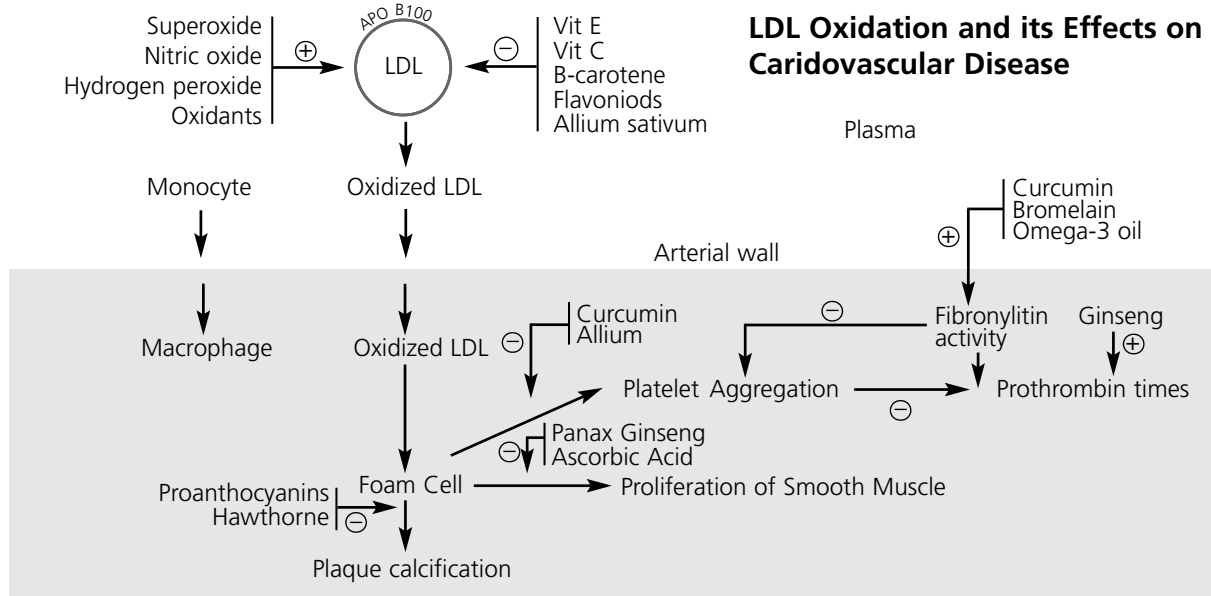 LDL Oxidation and its Effects on
Caridovascular Disease
Superoxide
Nitric oxide
Hydrogen peroxide
Oxidants
+
APO B100
LDL
−
Vit E
Vit C
B-carotene
Flavoniods
Allium sativum
Plasma
Monocyte
Oxidized LDL
Curcumin
Bromelain
Omega-3 oil
+
Arterial wall
Macrophage
Oxidized LDL
−
Curcumin
Allium
−
Fibronylitin
activity
Ginseng
+
Platelet Aggregation
−
Prothrombin times
−
Panax Ginseng
Ascorbic Acid
Foam Cell
Proliferation of Smooth Muscle
Proanthocyanins
Hawthorne
−
Plaque calcification